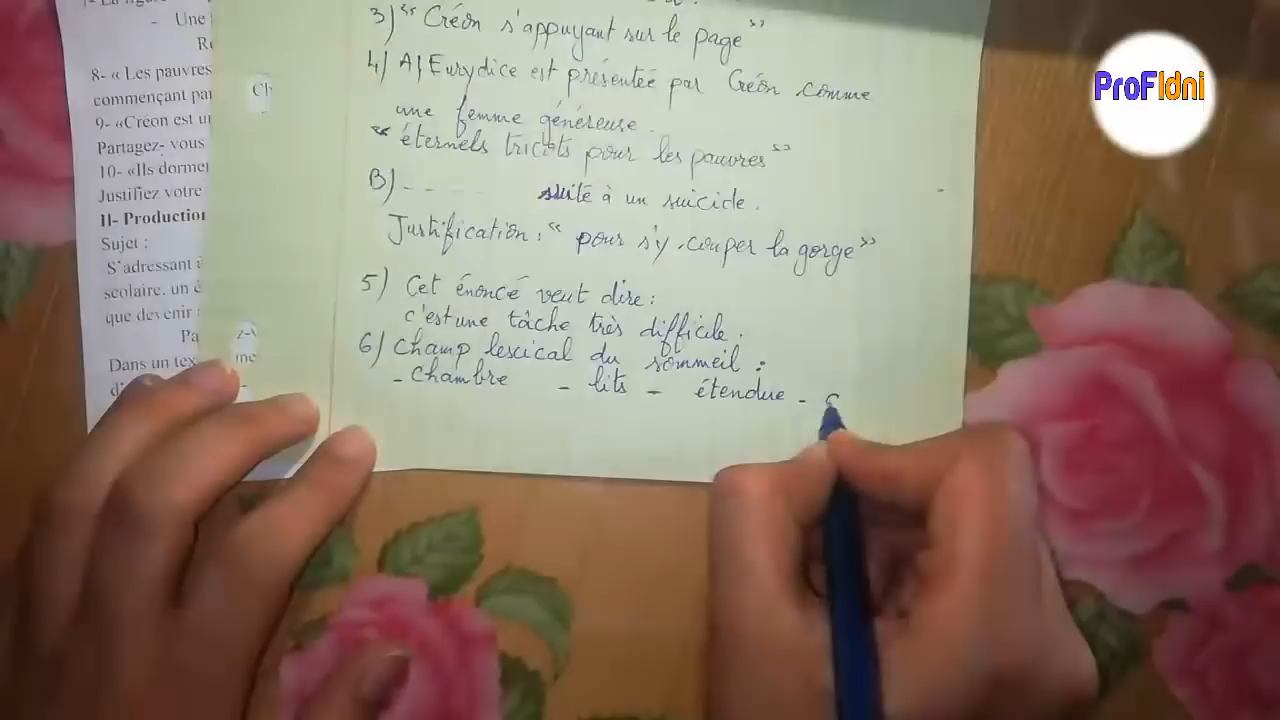 - Une
8- « Les pauvres
commençant par
9- «Créon est un
Partagez- vous
10- «Ils dormen
Justifiez votre
II- Production
Sujet :
S'adressant à
scolaire. un é
que devenir
Pa
Dans un tex
3) “ Créon s'appuyant sur le page ”
4) A) Eurydice est présentée par Créon comme
une femme généreuse.
“ éternels tricots pour les pauvres ”
B) - - - - - suite à un suicide.
Justification : “ pour s'y couper la gorge ”
5) Cet énoncé veut dire :
c'est une tâche très difficile.
6) Champ lescical du sommeil :
- chambre - lits - étendue -
ProFIdni